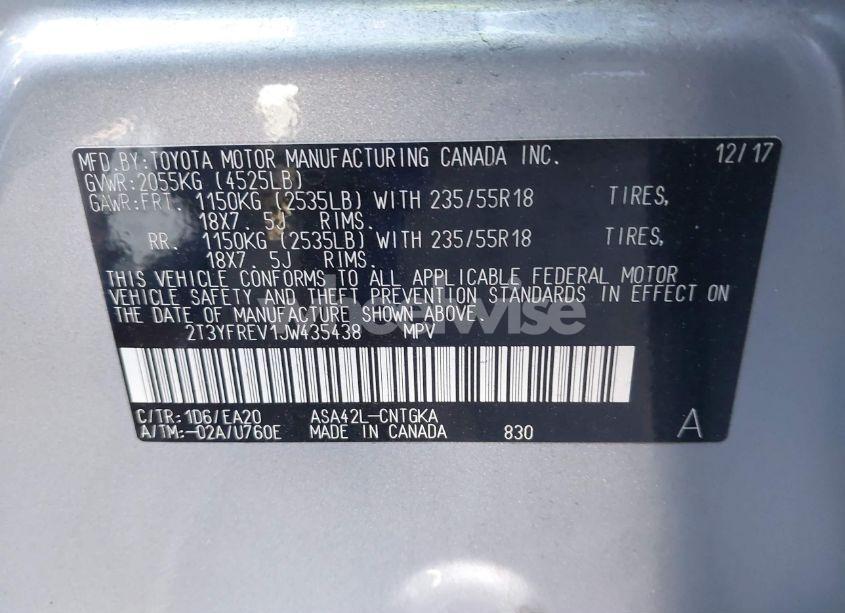 MFD.BY:TOYOTA MOTOR MANUFACTURING CANADA INC. 12/17
GVWR:2055KG (4525LB)
GAWR:FRT. 1150KG (2535LB) WITH 235/55R18 TIRES,
18X7. 5J RIMS.
RR. 1150KG (2535LB) WITH 235/55R18 TIRES,
18X7. 5J RIMS.
THIS VEHICLE CONFORMS TO ALL APPLICABLE FEDERAL MOTOR
VEHICLE SAFETY AND THEFT PREVENTION STANDARDS IN EFFECT ON
THE DATE OF MANUFACTURE SHOWN ABOVE.
wheelwise
2T3YFREV1JW435438 MPV
C/TR:1D6/EA20 ASA42L-CNTGKA
A/TM:-02A/U760E MADE IN CANADA 830 A